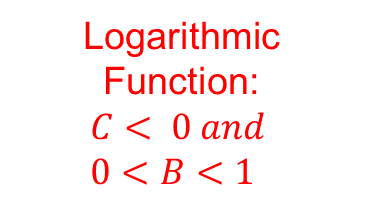 Logarithmic
Function:
C < 0 and
0 < B < 1